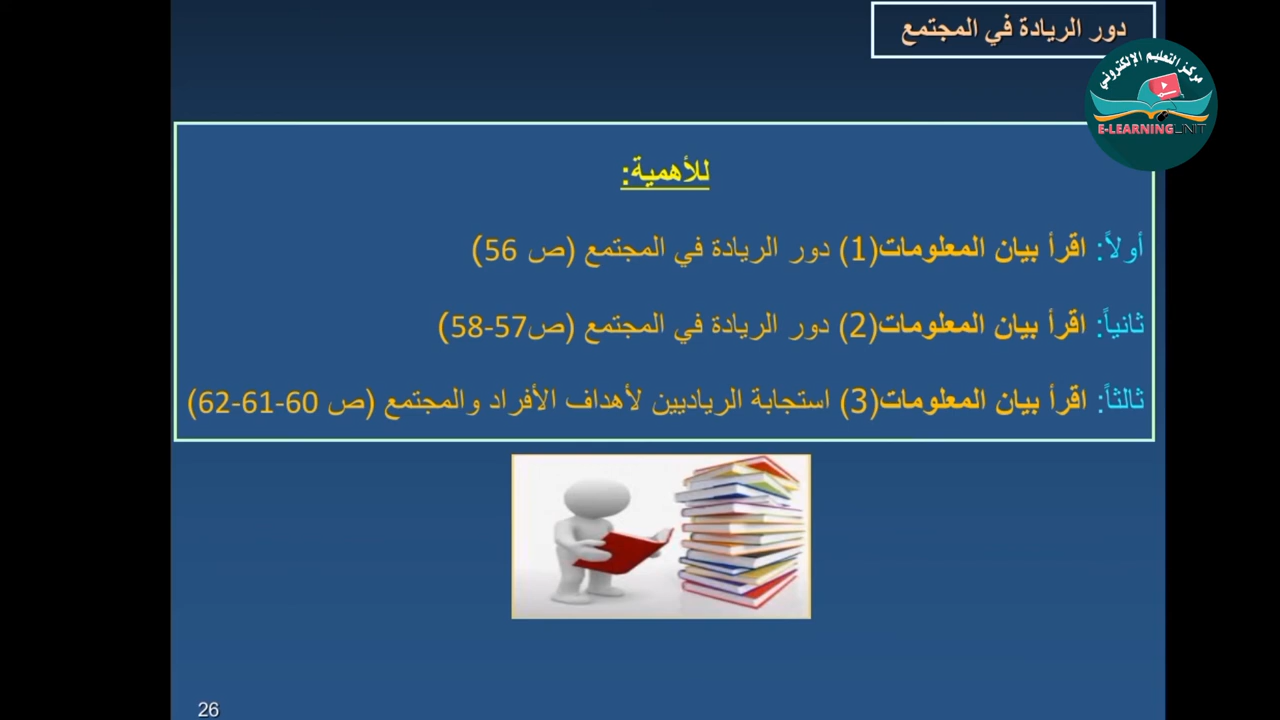 دور الريادة في المجتمع
مركز التعليم الإلكتروني
E-LEARNING UNIT
للأهمية:
أولاً: اقرأ بيان المعلومات(1) دور الريادة في المجتمع (ص 56)
ثانياً: اقرأ بيان المعلومات(2) دور الريادة في المجتمع (ص57-58)
ثالثاً: اقرأ بيان المعلومات(3) استجابة الرياديين لأهداف الأفراد والمجتمع (ص 60-61-62)
26